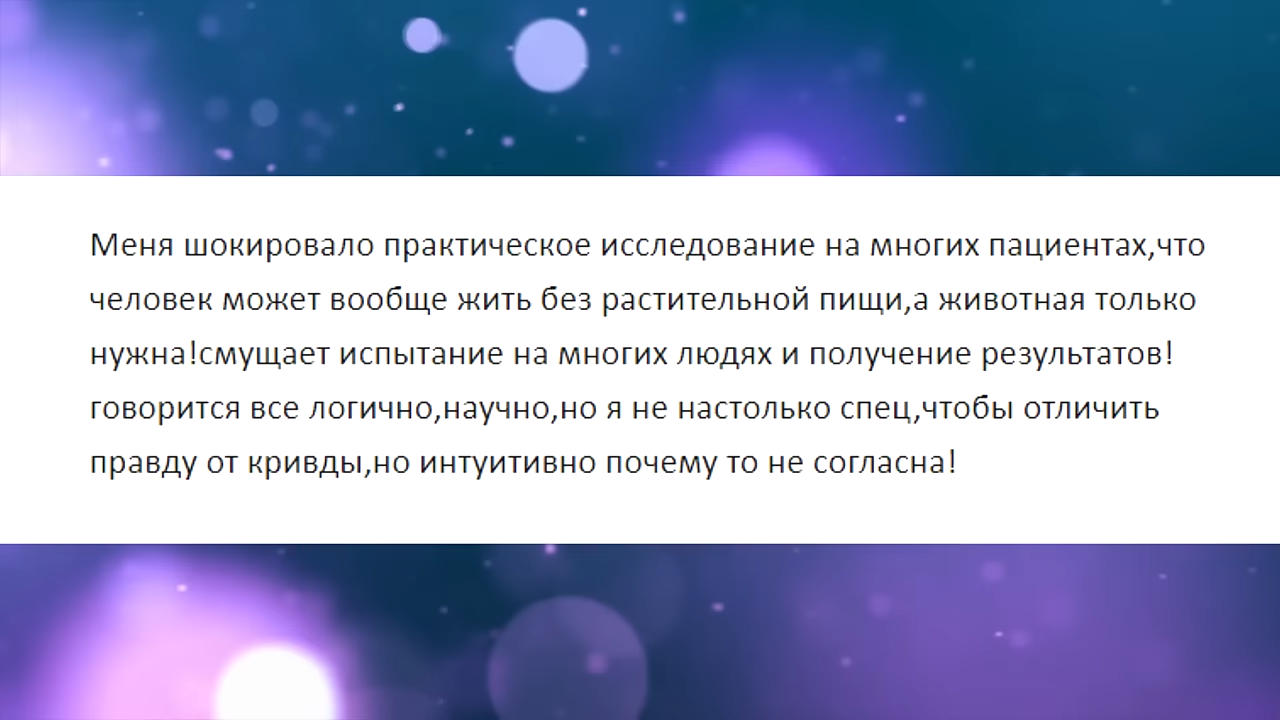 Меня шокировало практическое исследование на многих пациентах,что
человек может вообще жить без растительной пищи,а животная только
нужна!смущает испытание на многих людях и получение результатов!
говорится все логично,научно,но я не настолько спец,чтобы отличить
правду от кривды,но интуитивно почему то не согласна!